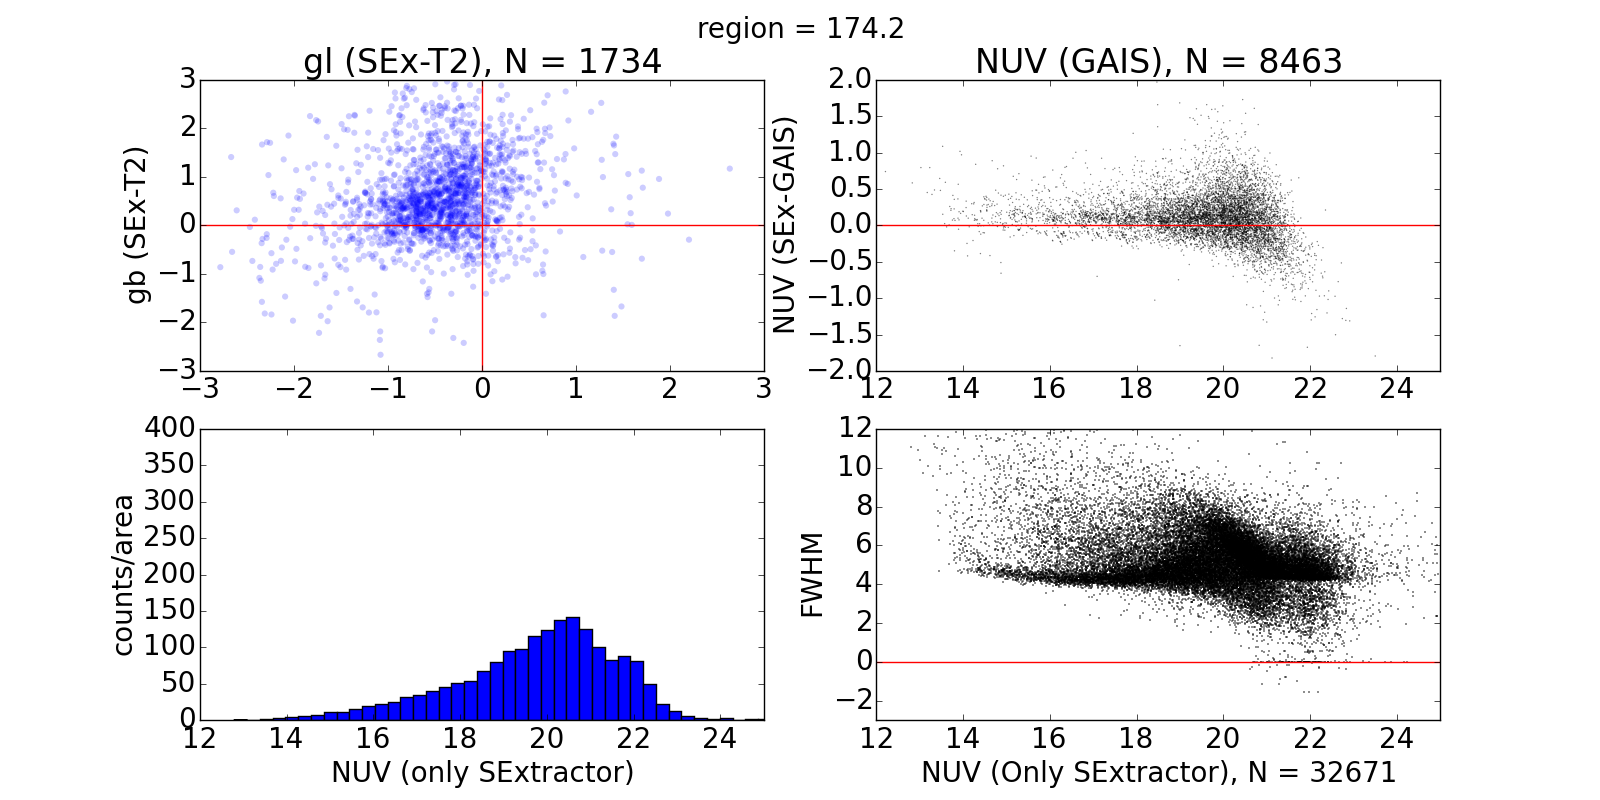 region = 174.2
gl (SEx-T2), N = 1734
NUV (GAIS), N = 8463
gb (SEx-T2)
3
2
1
0
−1
−2
−3
−3 −2 −1 0 1 2 3
NUV (SEx-GAIS)
2.0
1.5
1.0
0.5
0.0
−0.5
−1.0
−1.5
−2.0
12 14 16 18 20 22 24
counts/area
400
350
300
250
200
150
100
50
0
12 14 16 18 20 22 24
NUV (only SExtractor)
FWHM
12
10
8
6
4
2
0
−2
12 14 16 18 20 22 24
NUV (Only SExtractor), N = 32671